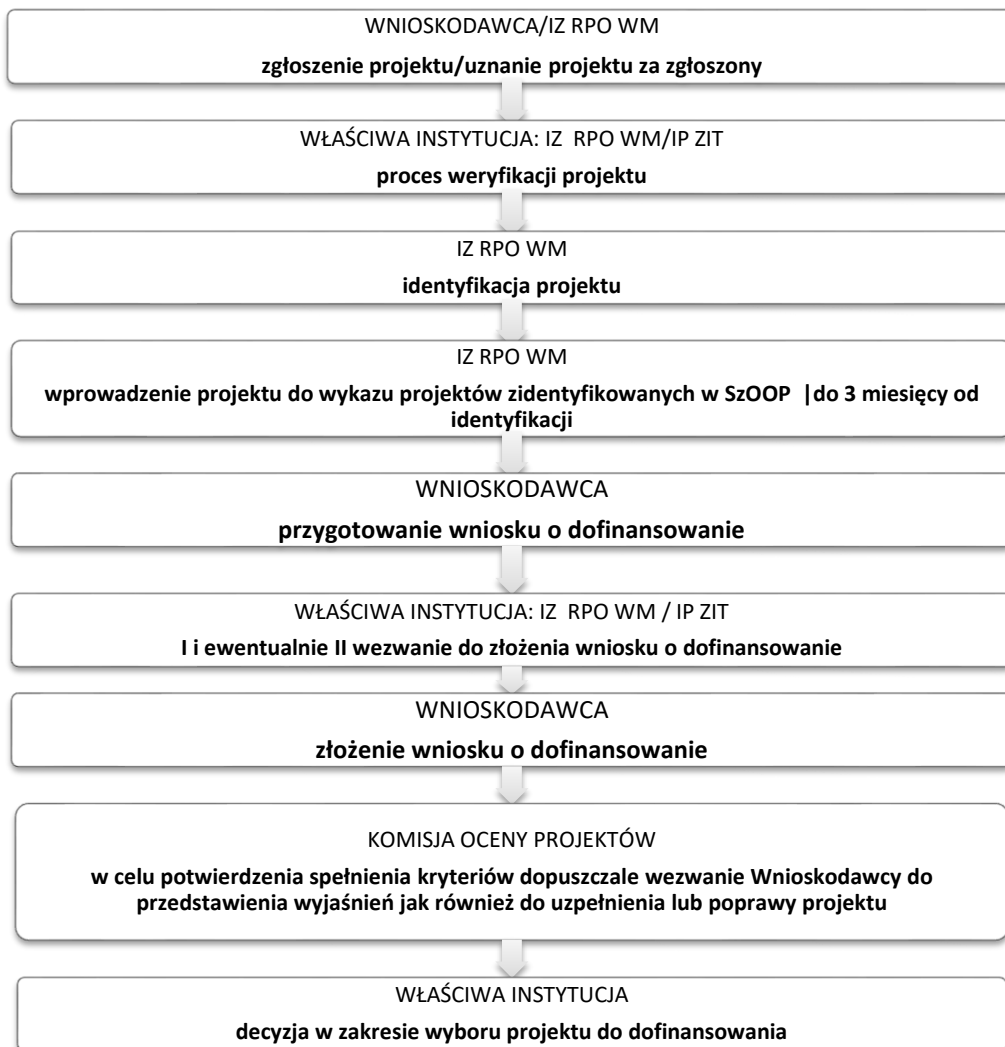 WNIOSKODAWCA/IZ RPO WM
zgłoszenie projektu/uznanie projektu za zgłoszony
WŁAŚCIWA INSTYTUCJA: IZ RPO WM/IP ZIT
proces weryfikacji projektu
IZ RPO WM
identyfikacja projektu
IZ RPO WM
wprowadzenie projektu do wykazu projektów zidentyfikowanych w SzOOP |do 3 miesięcy od
identyfikacji
WNIOSKODAWCA
przygotowanie wniosku o dofinansowanie
WŁAŚCIWA INSTYTUCJA: IZ RPO WM / IP ZIT
I i ewentualnie II wezwanie do złożenia wniosku o dofinansowanie
WNIOSKODAWCA
złożenie wniosku o dofinansowanie
KOMISJA OCENY PROJEKTÓW
w celu potwierdzenia spełnienia kryteriów dopuszczale wezwanie Wnioskodawcy do
przedstawienia wyjaśnień jak również do uzpełnienia lub poprawy projektu
WŁAŚCIWA INSTYTUCJA
decyzja w zakresie wyboru projektu do dofinansowania